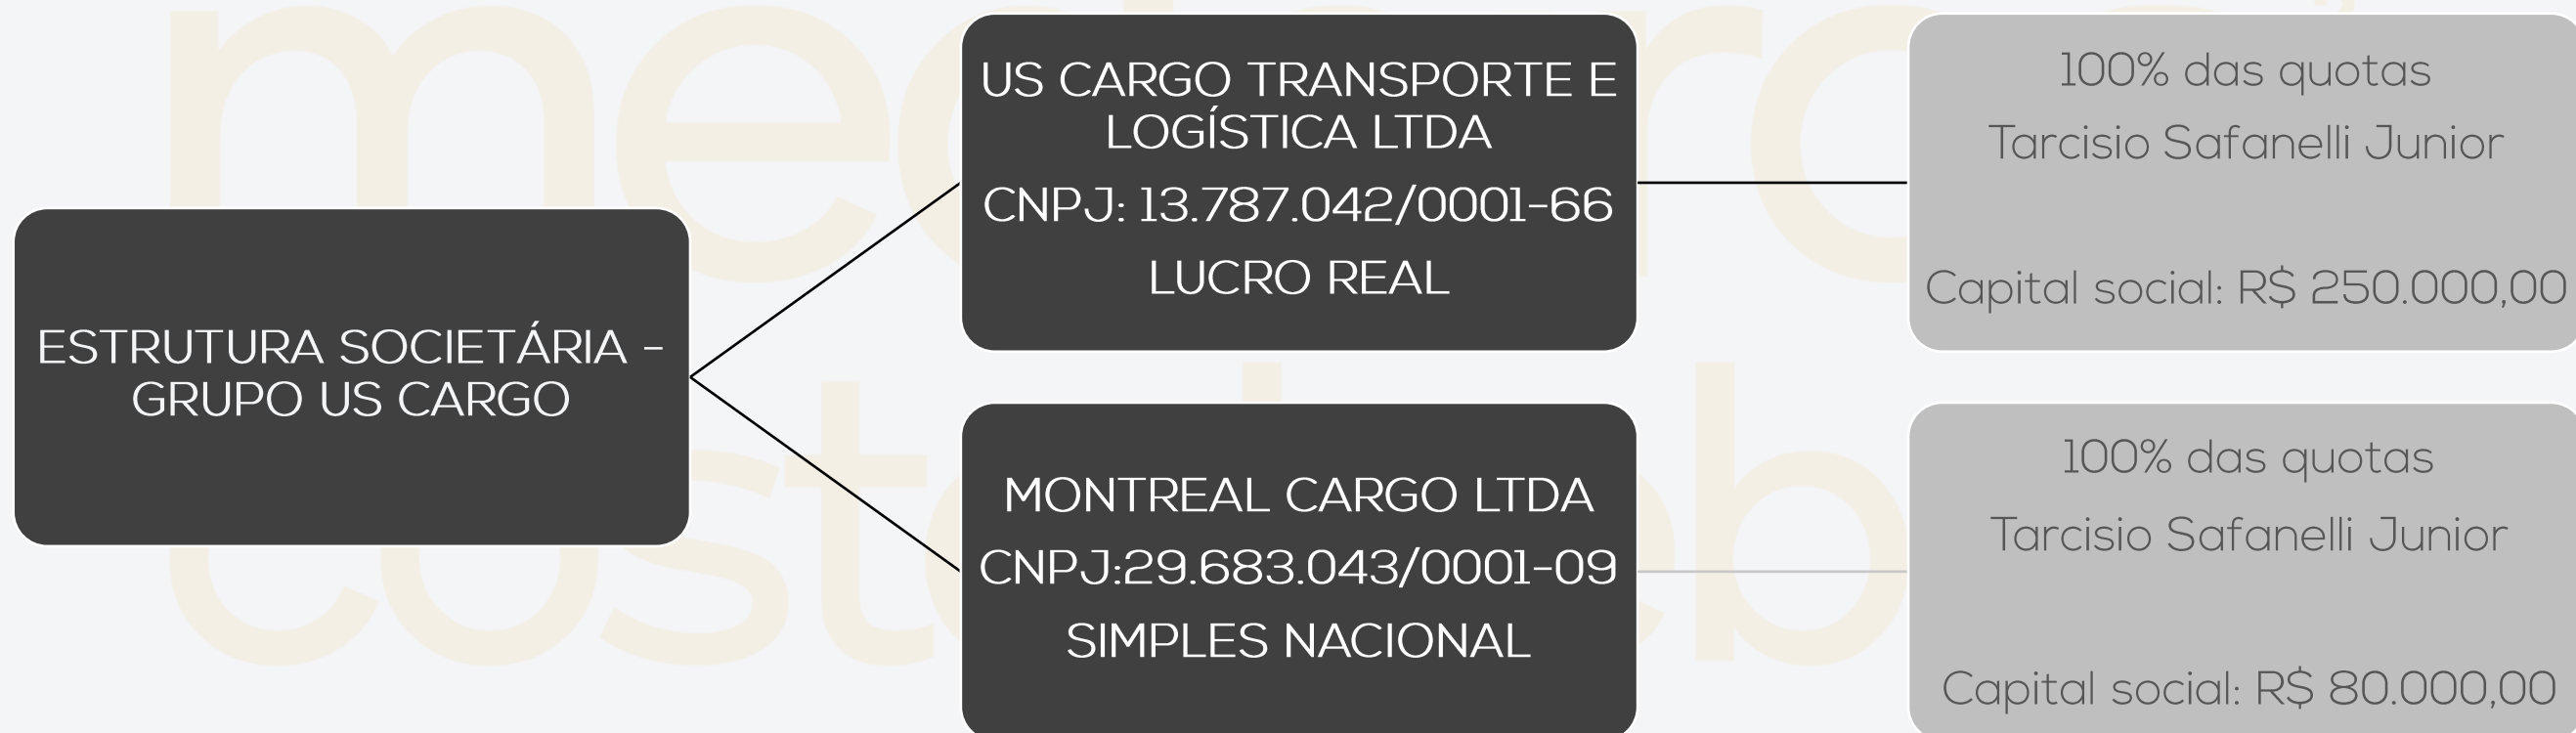 ESTRUTURA SOCIETÁRIA -
GRUPO US CARGO
US CARGO TRANSPORTE E
LOGÍSTICA LTDA
CNPJ: 13.787.042/0001-66
LUCRO REAL
100% das quotas
Tarcisio Safanelli Junior
Capital social: R$ 250.000,00
MONTREAL CARGO LTDA
CNPJ:29.683.043/0001-09
SIMPLES NACIONAL
100% das quotas
Tarcisio Safanelli Junior
Capital social: R$ 80.000,00